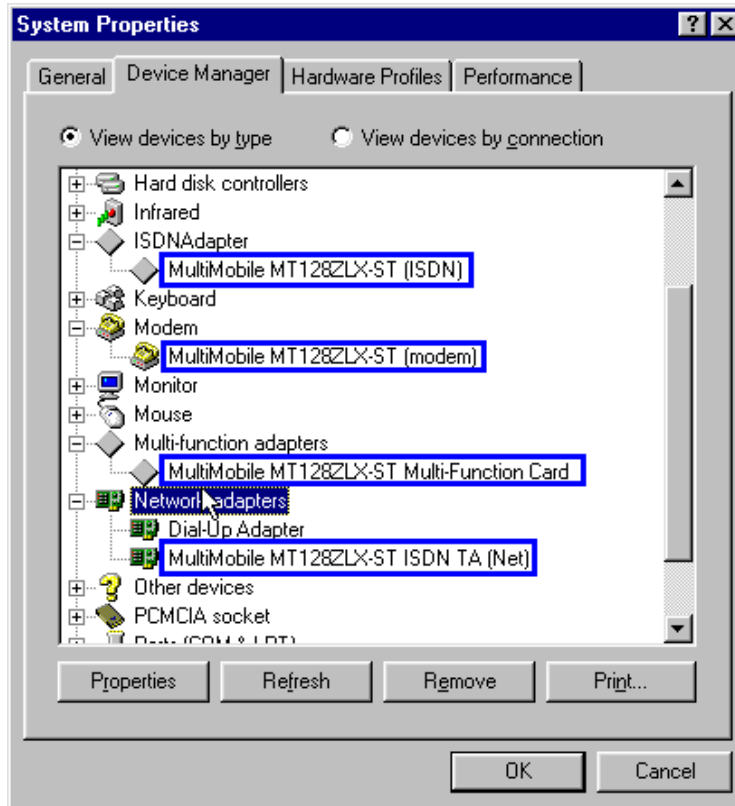 System Properties
General Device Manager Hardware Profiles Performance
View devices by type View devices by connection
Hard disk controllers
Infrared
ISDNAdapter
MultiMobile MT128ZLX-ST (ISDN)
Keyboard
Modem
MultiMobile MT128ZLX-ST (modem)
Monitor
Mouse
Multi-function adapters
MultiMobile MT128ZLX-ST Multi-Function Card
Network adapters
Dial-Up Adapter
MultiMobile MT128ZLX-ST ISDN TA (Net)
Other devices
PCMCIA socket
Ports (COM & LPT)
Properties Refresh Remove Print...
OK Cancel